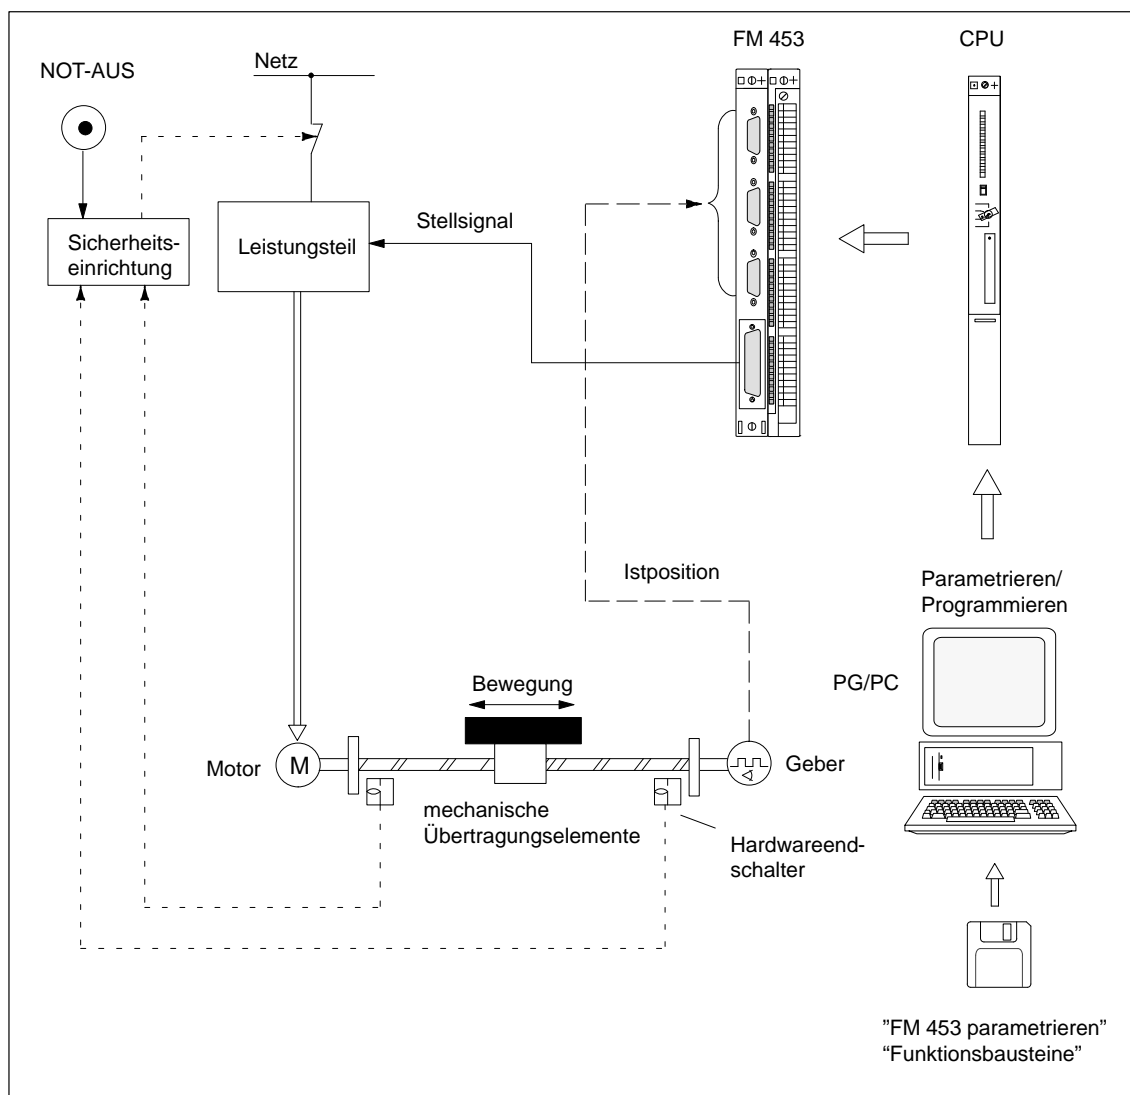 FM 453
CPU
Netz
NOT-AUS
Stellsignal
Sicherheits-
einrichtung
Leistungsteil
Istposition
Parametrieren/
Programmieren
PG/PC
Bewegung
Motor
M
Geber
mechanische
Übertragungselemente
Hardwareend-
schalter
”FM 453 parametrieren”
“Funktionsbausteine”